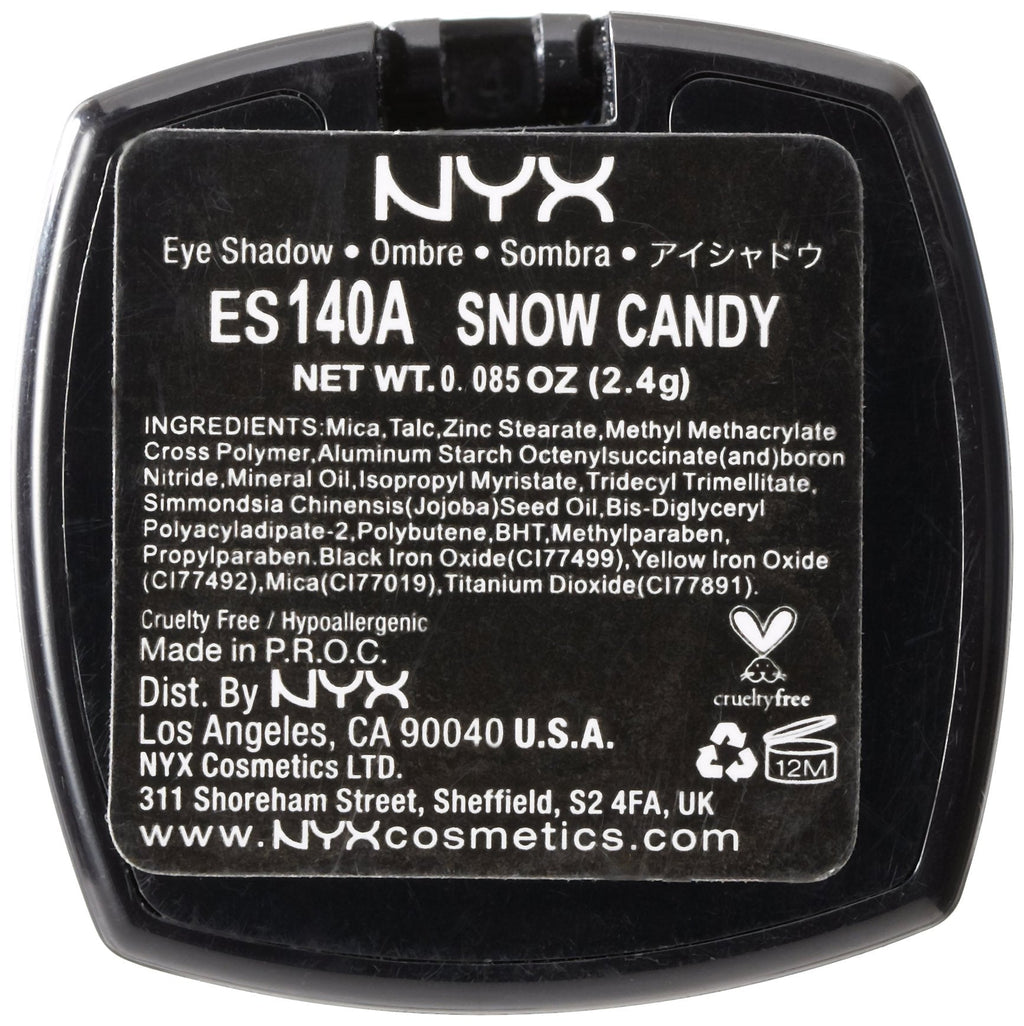 NYX
Eye Shadow • Ombre • Sombra • アイシャドウ
ES140A SNOW CANDY
NET WT.0.085 OZ (2.4g)
INGREDIENTS:Mica,Talc,Zinc Stearate,Methyl Methacrylate
Cross Polymer,Aluminum Starch Octenylsuccinate(and)boron
Nitride,Mineral Oil,Isopropyl Myristate,Tridecyl Trimellitate,
Simmondsia Chinensis(Jojoba)Seed Oil,Bis-Diglyceryl
Polyacyladipate-2,Polybutene,BHT,Methylparaben,
Propylparaben.Black Iron Oxide(CI77499),Yellow Iron Oxide
(CI77492),Mica(CI77019),Titanium Dioxide(CI77891).
Cruelty Free / Hypoallergenic
Made in P.R.O.C.
Dist. By NYX
Los Angeles, CA 90040 U.S.A.
NYX Cosmetics LTD.
311 Shoreham Street, Sheffield, S2 4FA, UK
www.NYXcosmetics.com
crueltyfree
12M